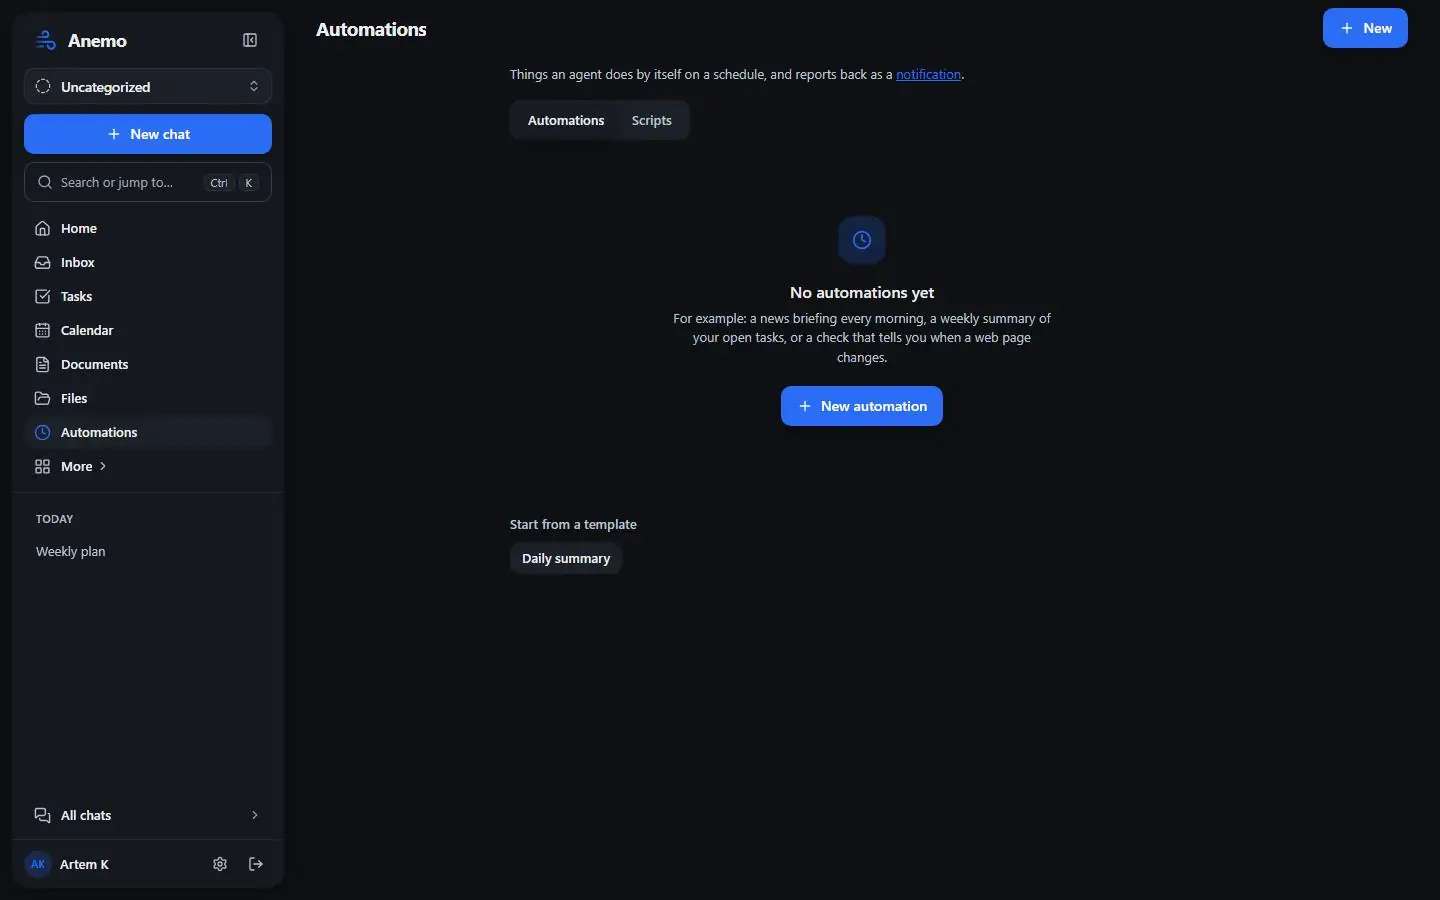 Anemo
Uncategorized
New chat
Search or jump to... Ctrl K
Home
Inbox
Tasks
Calendar
Documents
Files
Automations
More
TODAY
Weekly plan
All chats
AK Artem K
Automations
New
Things an agent does by itself on a schedule, and reports back as a notification.
Automations Scripts
No automations yet
For example: a news briefing every morning, a weekly summary of
your open tasks, or a check that tells you when a web page
changes.
New automation
Start from a template
Daily summary